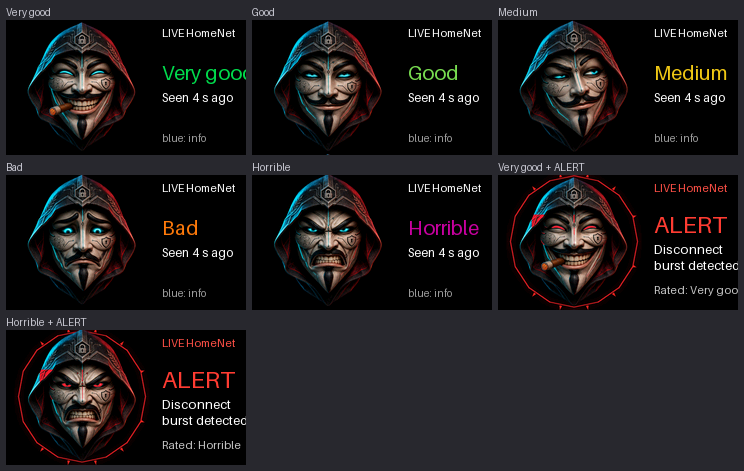 Very good
LIVE HomeNet
Very good
Seen 4 s ago
blue: info
Good
LIVE HomeNet
Good
Seen 4 s ago
blue: info
Medium
LIVE HomeNet
Medium
Seen 4 s ago
blue: info
Bad
LIVE HomeNet
Bad
Seen 4 s ago
blue: info
Horrible
LIVE HomeNet
Horrible
Seen 4 s ago
blue: info
Very good + ALERT
LIVE HomeNet
ALERT
Disconnect
burst detected
Rated: Very goo
Horrible + ALERT
LIVE HomeNet
ALERT
Disconnect
burst detected
Rated: Horrible